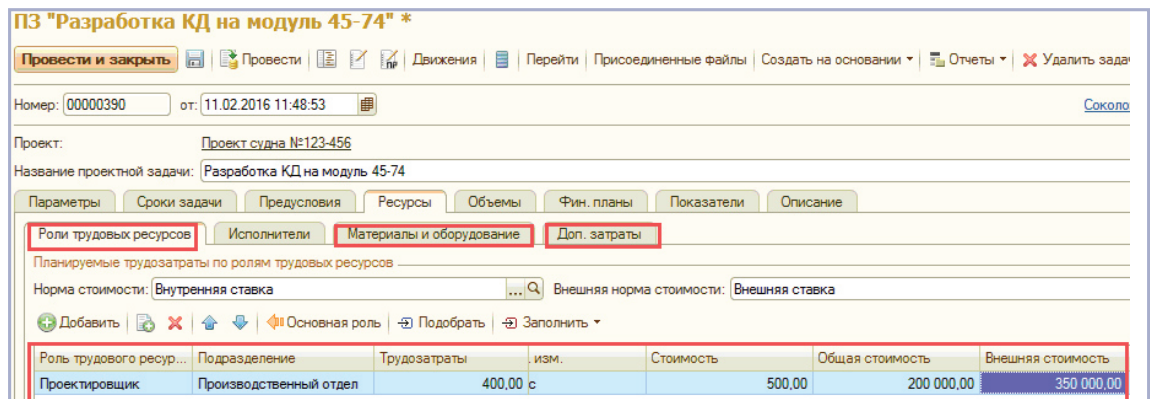 ПЗ "Разработка КД на модуль 45-74" *
Провести и закрыть Провести Движения Перейти Присоединенные файлы Создать на основании Отчеты Удалить зада
Номер: 00000390 от: 11.02.2016 11:48:53 Соколо
Проект: Проект судна №123-456
Название проектной задачи: Разработка КД на модуль 45-74
Параметры Сроки задачи Предусловия Ресурсы Объемы Фин. планы Показатели Описание
Роли трудовых ресурсов Исполнители Материалы и оборудование Доп. затраты
Планируемые трудозатраты по ролям трудовых ресурсов
Норма стоимости: Внутренняя ставка ... Внешняя норма стоимости: Внешняя ставка
Добавить Основная роль Подобрать Заполнить
Роль трудового ресур... Подразделение Трудозатраты . изм. Стоимость Общая стоимость Внешняя стоимость
Проектировщик Производственный отдел 400,00 с 500,00 200 000,00 350 000,00